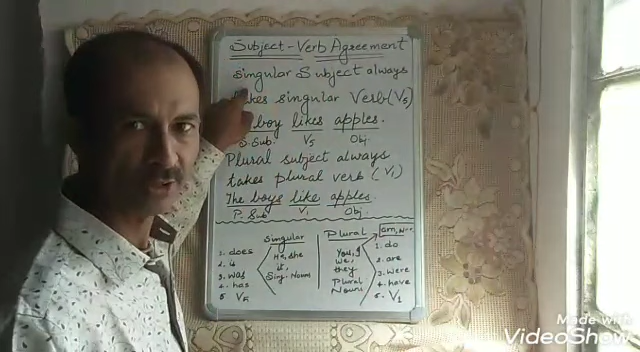 Subject-Verb Agreement
Singular Subject always
takes singular Verb (V5)
boy likes apples.
S. Sub. V5 Obj.
Plural subject always
takes plural verb (V1)
The boys like apples.
P. Sub V1 Obj.
Singular Plural am,
1. does He, she You, I 1. do
2. is it, we, 2. are
3. was Sing. Nouns they 3. were
4. has Plural 4. have
5. V5 Nouns 5. V1
Made with
VideoShow